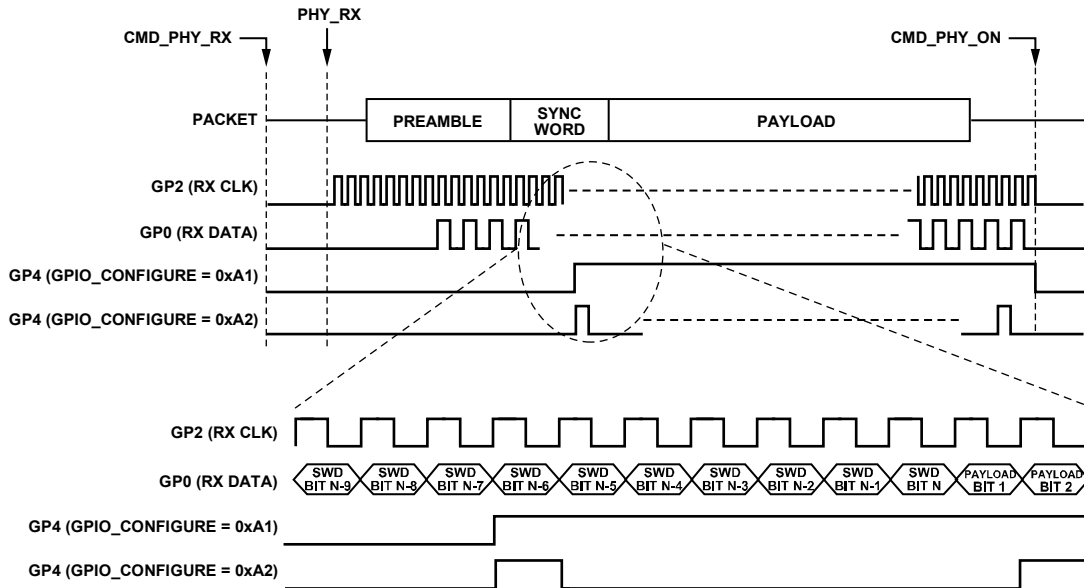 PHY_RX
CMD_PHY_RX
CMD_PHY_ON
PACKET
PREAMBLE
SYNC
WORD
PAYLOAD
GP2 (RX CLK)
GP0 (RX DATA)
GP4 (GPIO_CONFIGURE = 0xA1)
GP4 (GPIO_CONFIGURE = 0xA2)
GP2 (RX CLK)
GP0 (RX DATA)
SWD
BIT N-9
SWD
BIT N-8
SWD
BIT N-7
SWD
BIT N-6
SWD
BIT N-5
SWD
BIT N-4
SWD
BIT N-3
SWD
BIT N-2
SWD
BIT N-1
SWD
BIT N
PAYLOAD
BIT 1
PAYLOAD
BIT 2
GP4 (GPIO_CONFIGURE = 0xA1)
GP4 (GPIO_CONFIGURE = 0xA2)